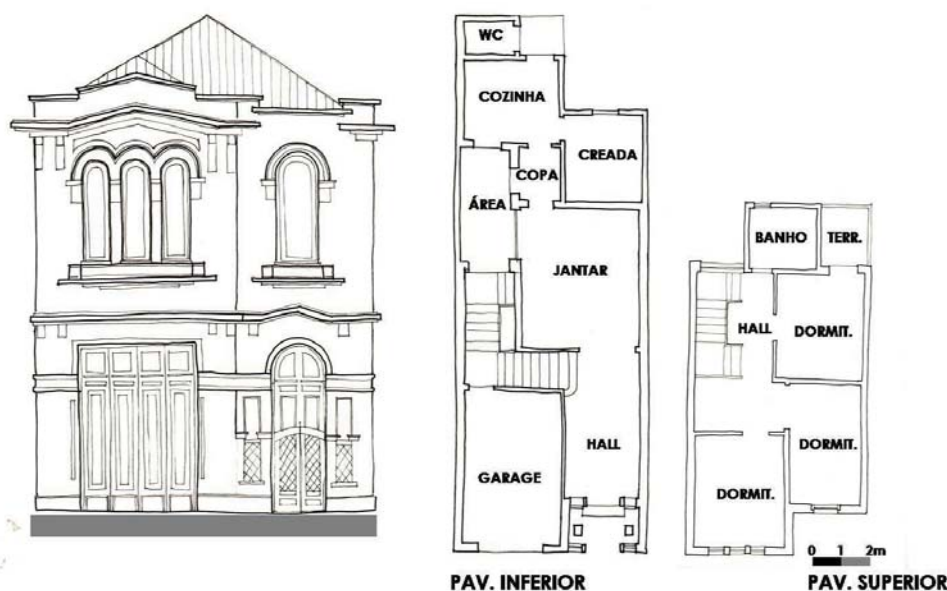 WC
COZINHA
CREADA
COPA
ÁREA
JANTAR
HALL
GARAGE
PAV. INFERIOR
BANHO
TERR.
HALL
DORMIT.
DORMIT.
DORMIT.
0 1 2m
PAV. SUPERIOR